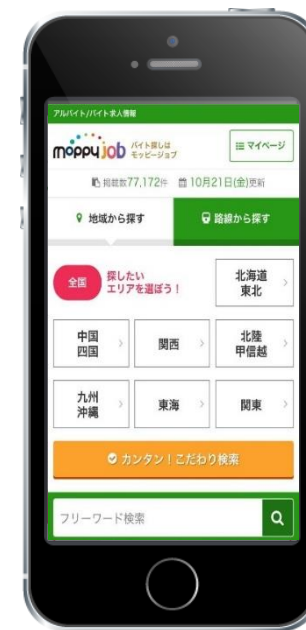 アルバイト/バイト求人情報
moppy job
バイト探しは
モッピージョブ
マイページ
掲載数77,172件 10月21日(金)更新
地域から探す
路線から探す
全国
探したい
エリアを選ぼう！
北海道
東北
中国
四国
関西
北陸
甲信越
九州
沖縄
東海
関東
カンタン！こだわり検索
フリーワード検索